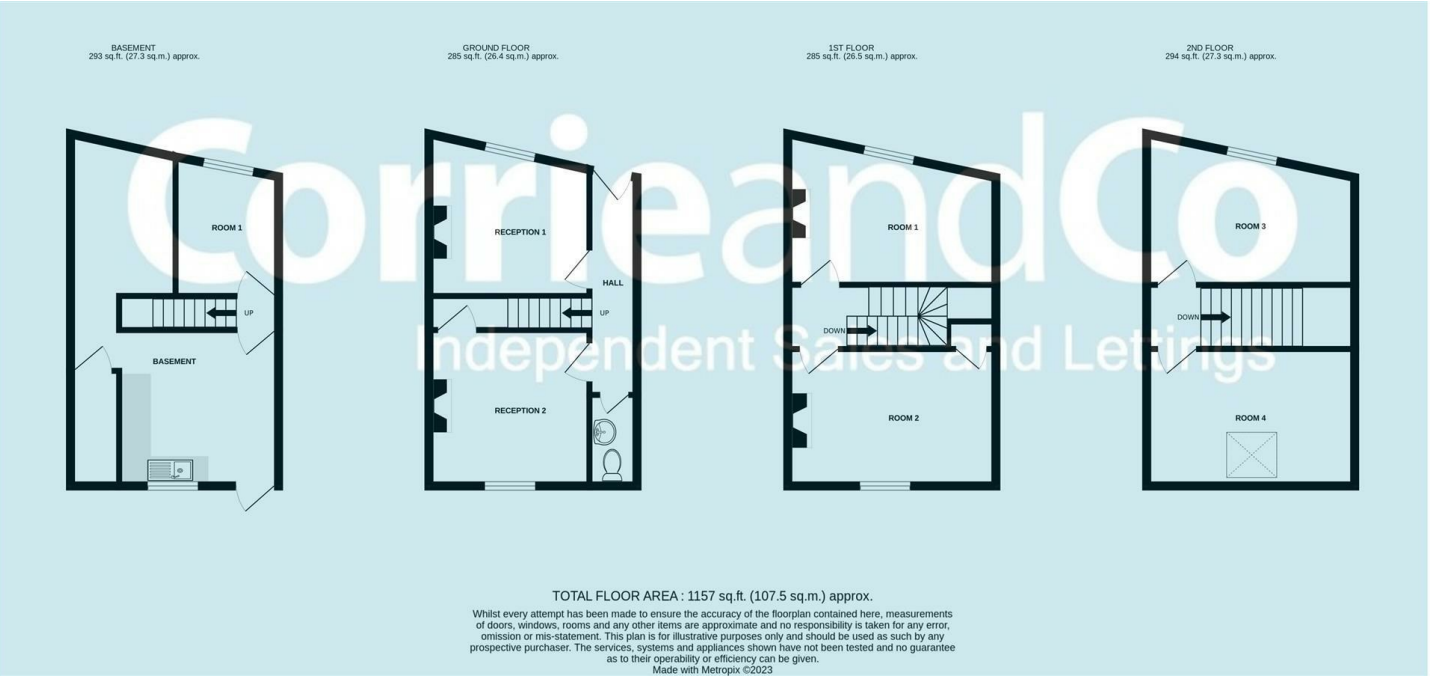 BASEMENT
293 sq.ft. (27.3 sq.m.) approx.
GROUND FLOOR
285 sq.ft. (26.4 sq.m.) approx.
1ST FLOOR
285 sq.ft. (26.5 sq.m.) approx.
2ND FLOOR
294 sq.ft. (27.3 sq.m.) approx.
CorrieandCo
Independent Sales and Lettings
ROOM 1
UP
BASEMENT
RECEPTION 1
HALL
UP
RECEPTION 2
ROOM 1
DOWN
ROOM 2
ROOM 3
DOWN
ROOM 4
TOTAL FLOOR AREA : 1157 sq.ft. (107.5 sq.m.) approx.
Whilst every attempt has been made to ensure the accuracy of the floorplan contained here, measurements
of doors, windows, rooms and any other items are approximate and no responsibility is taken for any error,
omission or mis-statement. This plan is for illustrative purposes only and should be used as such by any
prospective purchaser. The services, systems and appliances shown have not been tested and no guarantee
as to their operability or efficiency can be given.
Made with Metropix ©2023